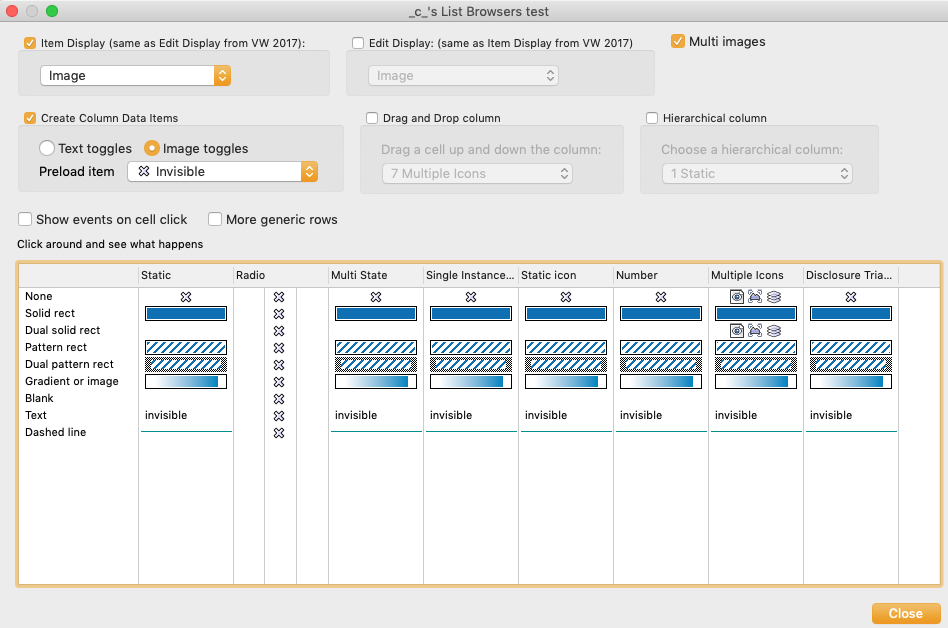 _c_'s List Browsers test
Item Display (same as Edit Display from VW 2017):
Edit Display: (same as Item Display from VW 2017)
Multi images
Image
Image
Create Column Data Items
Drag and Drop column
Hierarchical column
Text toggles
Image toggles
Drag a cell up and down the column:
Choose a hierarchical column:
Preload item
Invisible
7 Multiple Icons
1 Static
Show events on cell click
More generic rows
Click around and see what happens
Static Radio Multi State Single Instance... Static icon Number Multiple Icons Disclosure Tria...
None
Solid rect
Dual solid rect
Pattern rect
Dual pattern rect
Gradient or image
Blank
Text invisible invisible invisible invisible invisible invisible invisible
Dashed line
Close